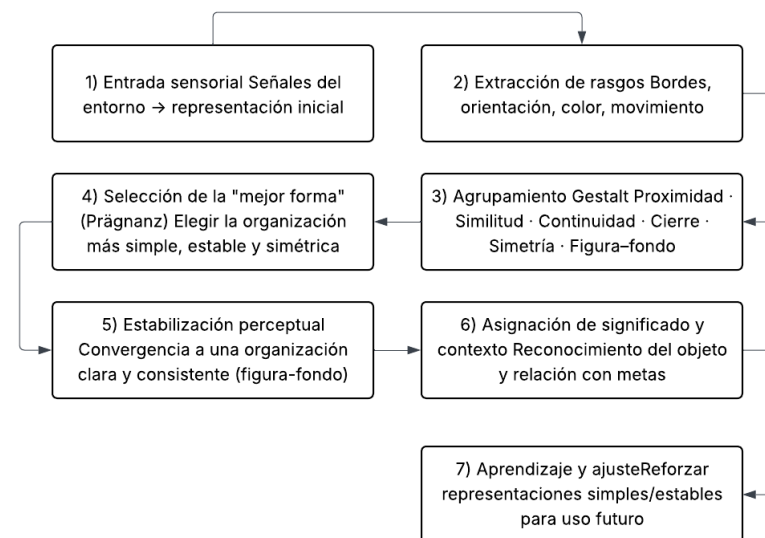 1) Entrada sensorial Señales del
entorno → representación inicial
2) Extracción de rasgos Bordes,
orientación, color, movimiento
3) Agrupamiento Gestalt Proximidad ·
Similitud · Continuidad · Cierre ·
Simetría · Figura–fondo
4) Selección de la "mejor forma"
(Prägnanz) Elegir la organización
más simple, estable y simétrica
5) Estabilización perceptual
Convergencia a una organización
clara y consistente (figura-fondo)
6) Asignación de significado y
contexto Reconocimiento del objeto
y relación con metas
7) Aprendizaje y ajusteReforzar
representaciones simples/estables
para uso futuro